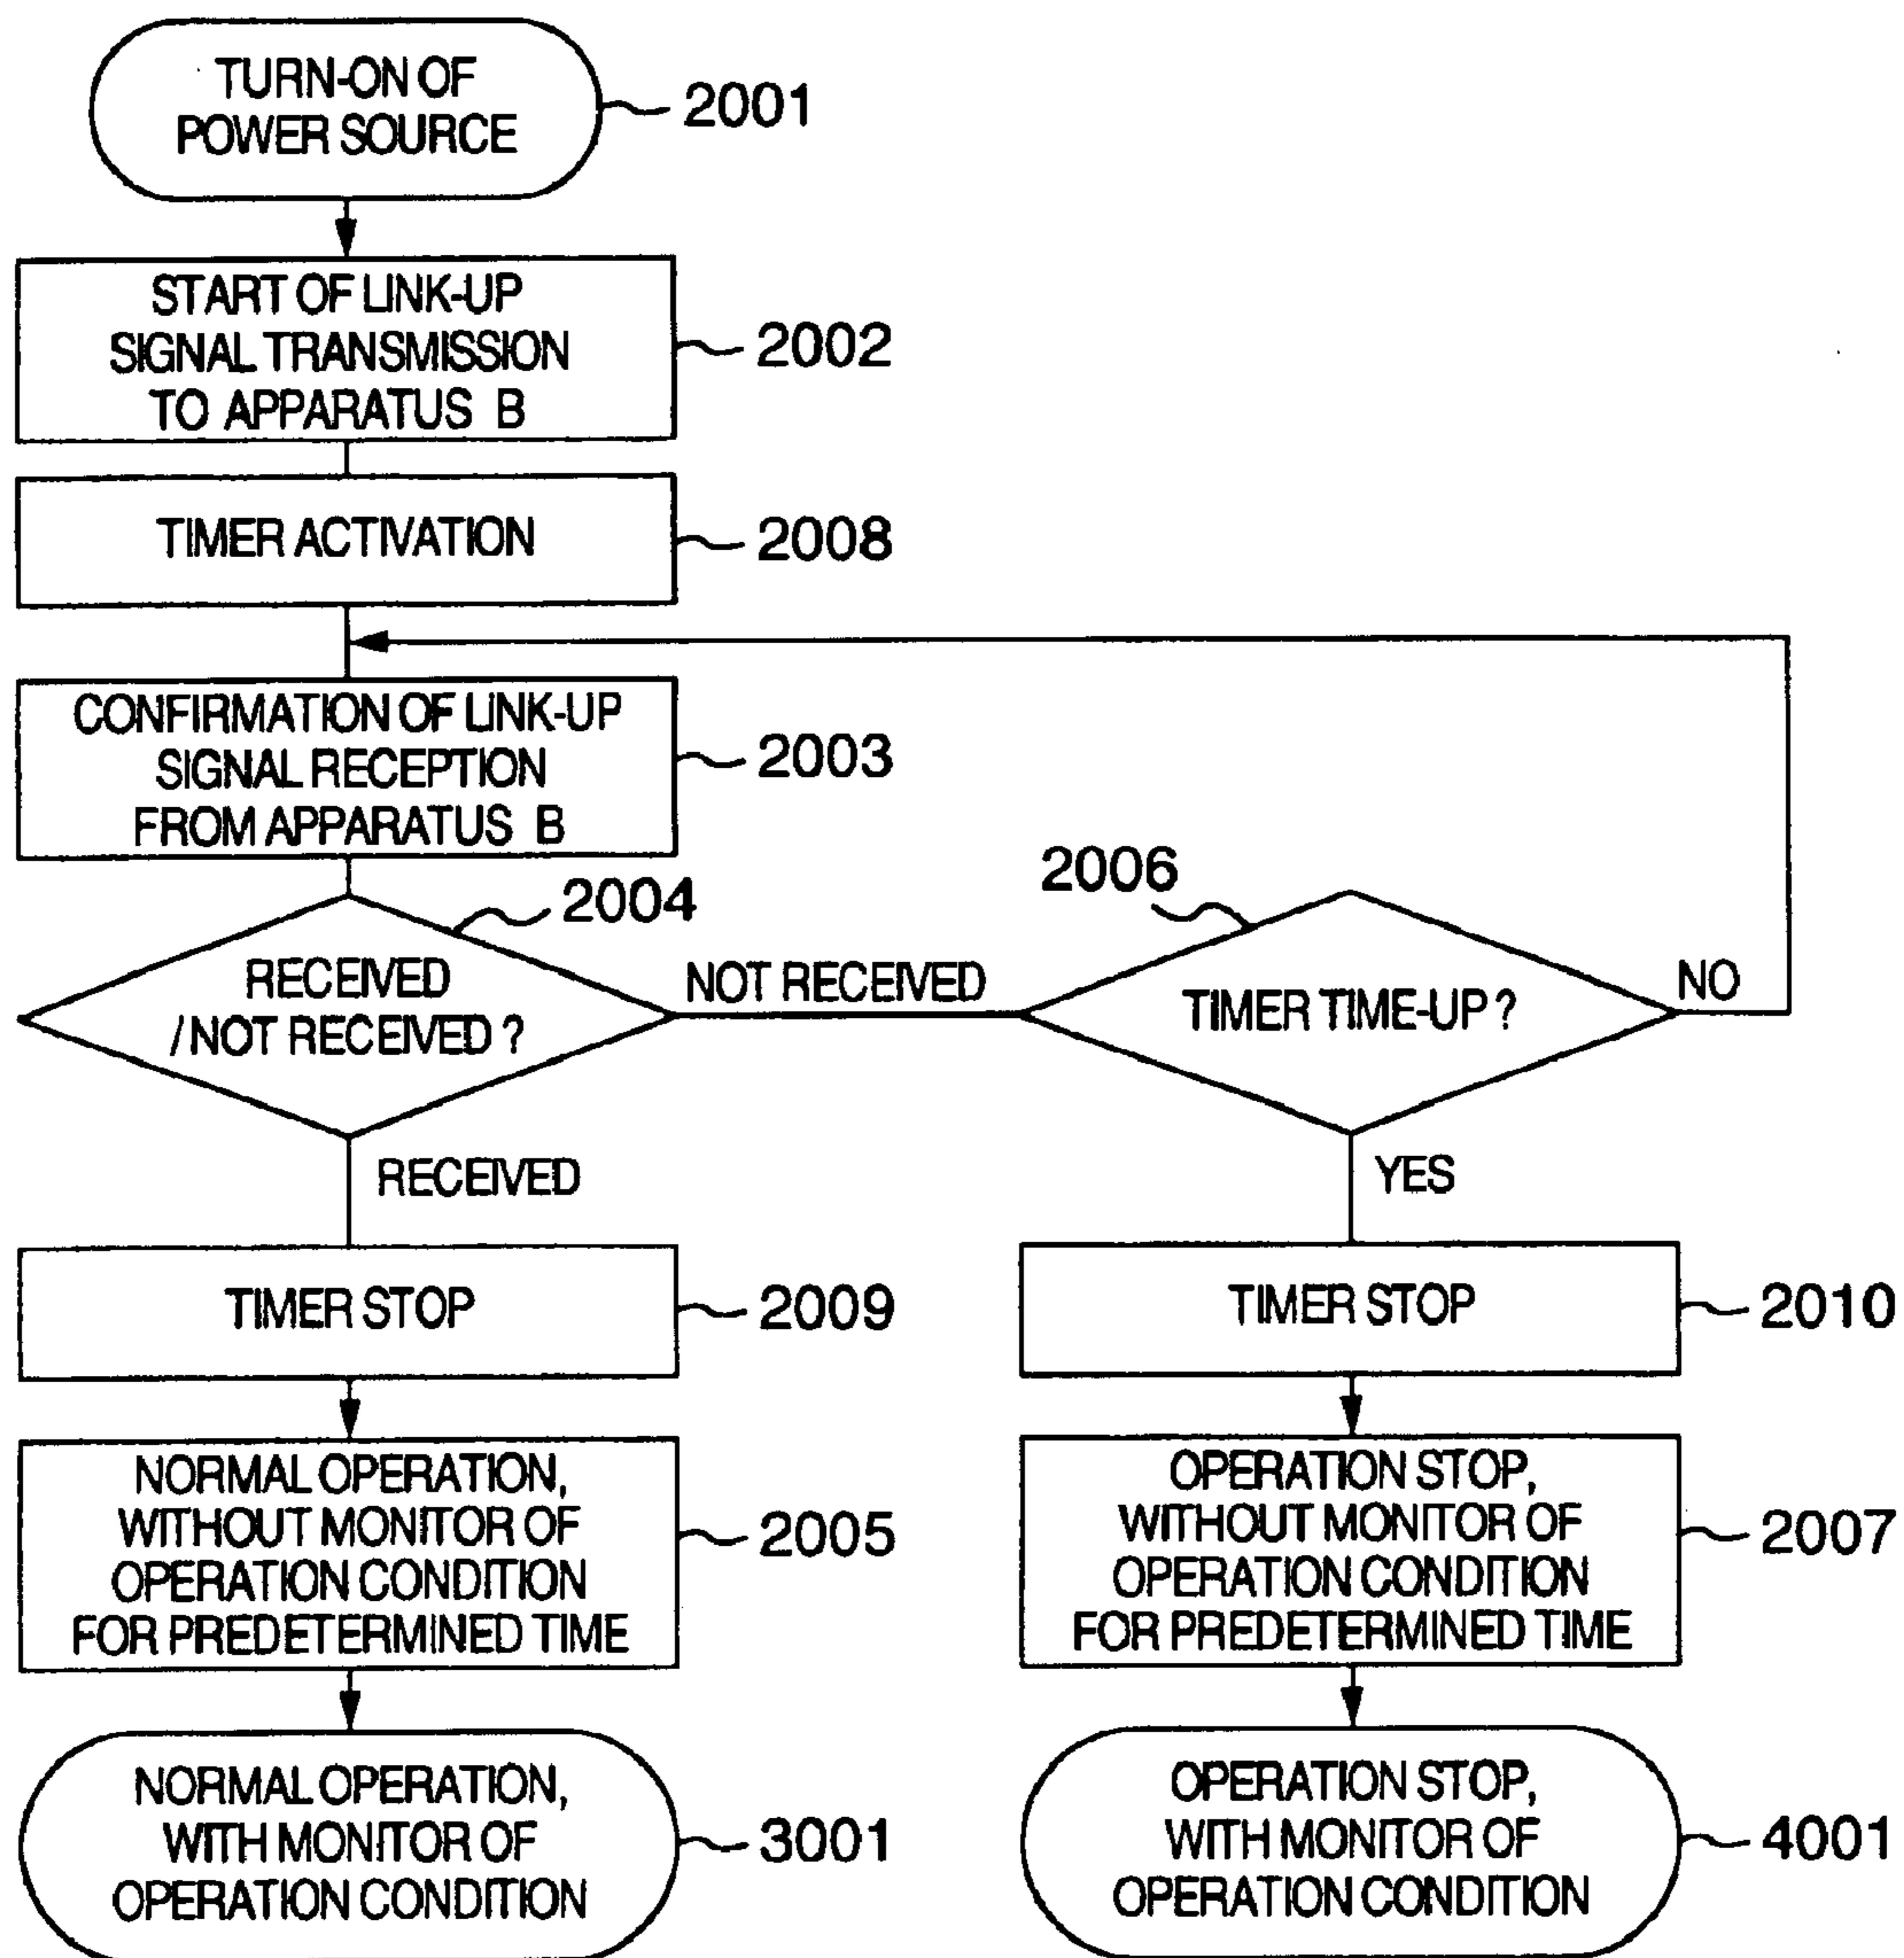 TURN-ON OF
POWER SOURCE
2001
START OF LINK-UP
SIGNAL TRANSMISSION
TO APPARATUS B
2002
TIMER ACTIVATION
2008
CONFIRMATION OF LINK-UP
SIGNAL RECEPTION
FROM APPARATUS B
2003
2004
RECEIVED
/NOT RECEIVED?
NOT RECEIVED
2006
TIMER TIME-UP?
NO
RECEIVED
YES
TIMER STOP
2009
TIMER STOP
2010
NORMAL OPERATION,
WITHOUT MONITOR OF
OPERATION CONDITION
FOR PREDETERMINED TIME
2005
OPERATION STOP,
WITHOUT MONITOR OF
OPERATION CONDITION
FOR PREDETERMINED TIME
2007
NORMAL OPERATION,
WITH MONITOR OF
OPERATION CONDITION
3001
OPERATION STOP,
WITH MONITOR OF
OPERATION CONDITION
4001